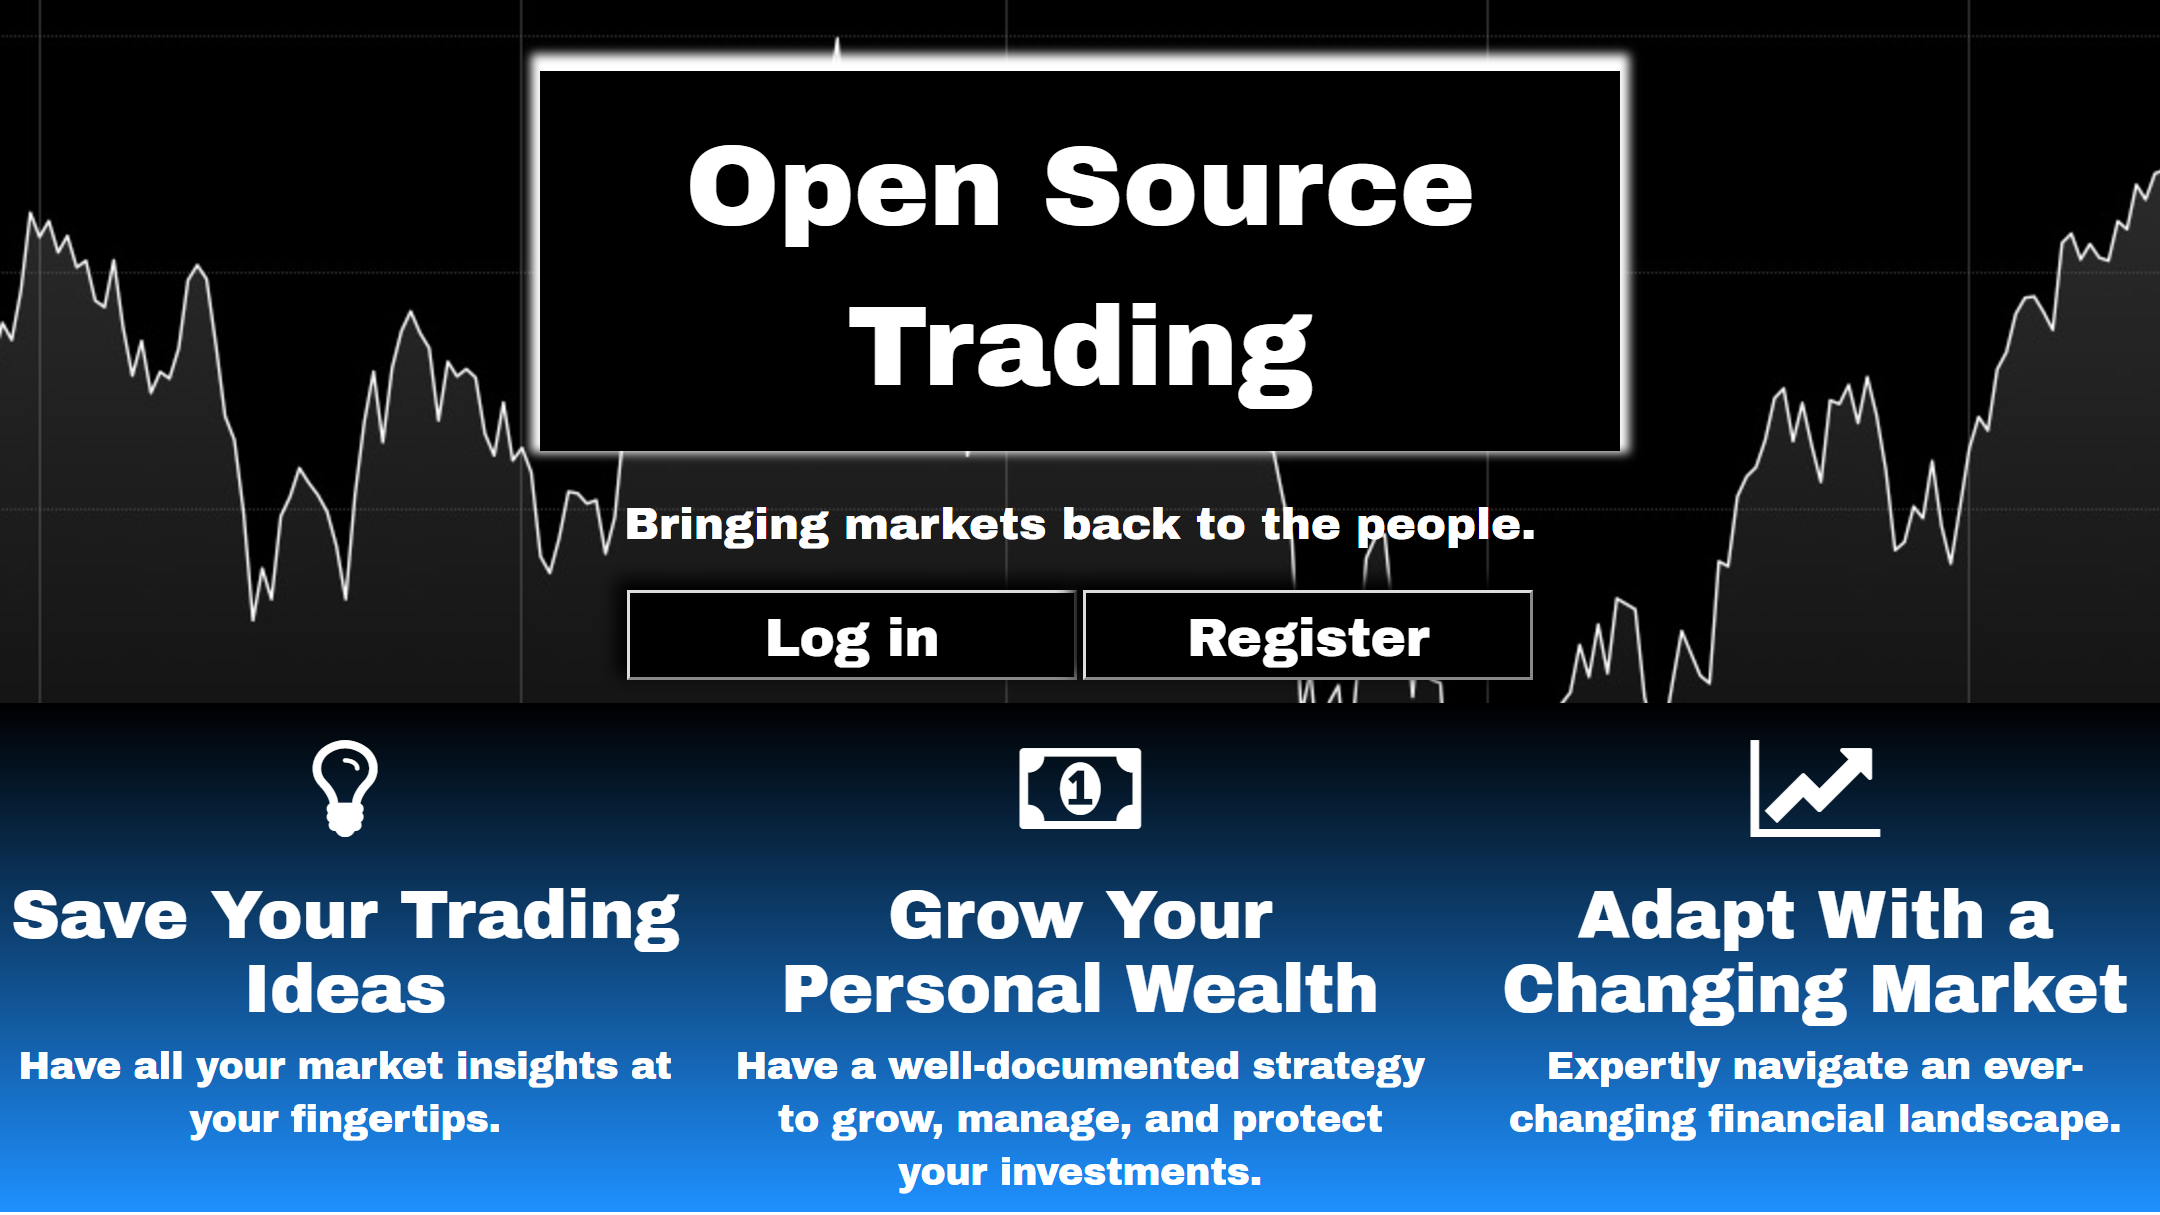 Open Source
Trading
Bringing markets back to the people.
Log in
Register
1
Save Your Trading
Ideas
Have all your market insights at
your fingertips.
Grow Your
Personal Wealth
Have a well-documented strategy
to grow, manage, and protect
your investments.
Adapt With a
Changing Market
Expertly navigate an ever-
changing financial landscape.